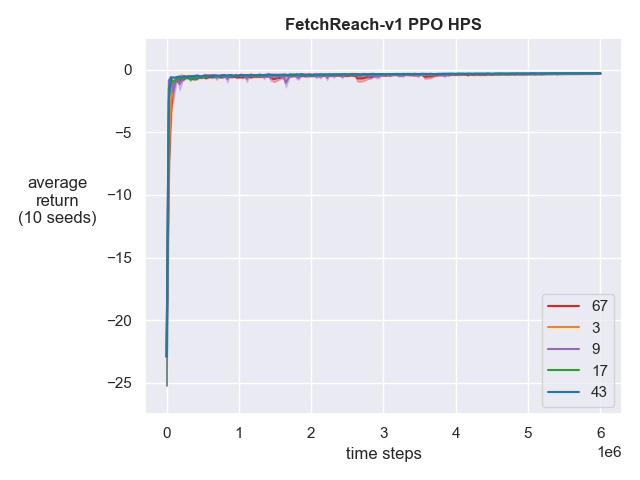 FetchReach-v1 PPO HPS
0
−5
−10
−15
−20
−25
average
return
(10 seeds)
0 1 2 3 4 5 6
1e6
time steps
67
3
9
17
43